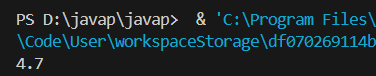 PS D:\javap\javap>  & 'C:\Program Files\
\Code\User\workspaceStorage\df070269114b
4.7